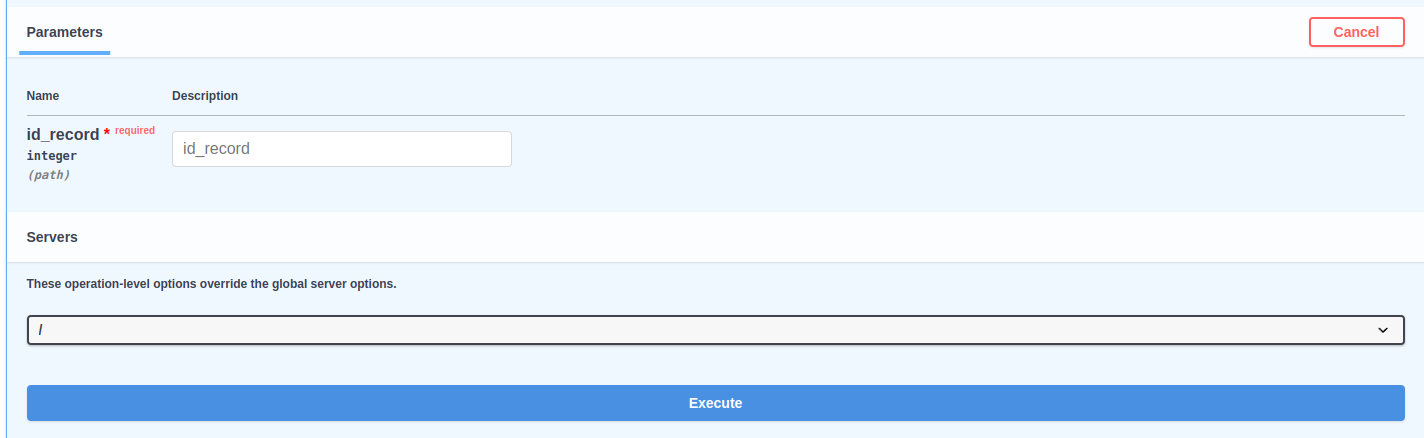 Parameters
Cancel
Name Description
id_record * required
id_record
integer
(path)
Servers
These operation-level options override the global server options.
/
Execute